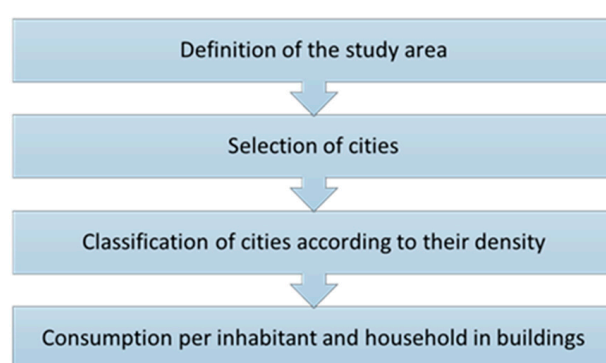 Definition of the study area
Selection of cities
Classification of cities according to their density
Consumption per inhabitant and household in buildings